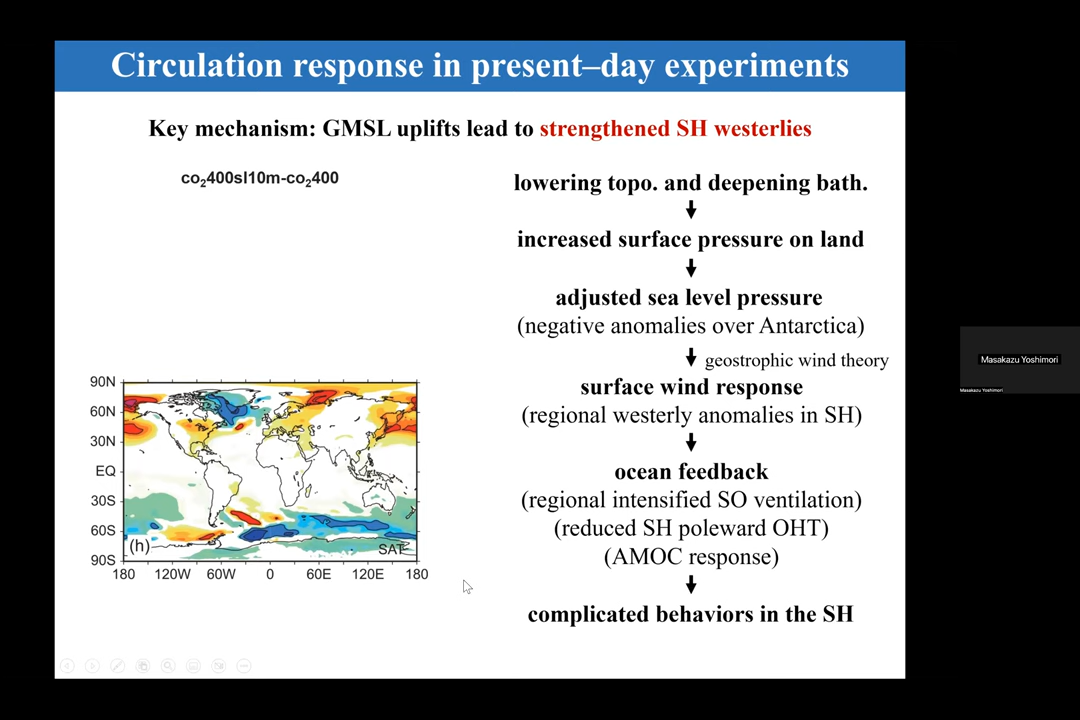 Circulation response in present–day experiments
Key mechanism: GMSL uplifts lead to strengthened SH westerlies
co₂400sl10m-co₂400
lowering topo. and deepening bath.
increased surface pressure on land
adjusted sea level pressure
(negative anomalies over Antarctica)
geostrophic wind theory
surface wind response
(regional westerly anomalies in SH)
ocean feedback
(regional intensified SO ventilation)
(reduced SH poleward OHT)
(AMOC response)
complicated behaviors in the SH
90N
60N
30N
EQ
30S
60S
90S
(h)
SAT
180 120W 60W 0 60E 120E 180
Masakazu Yoshimori
Masakazu Yoshimori